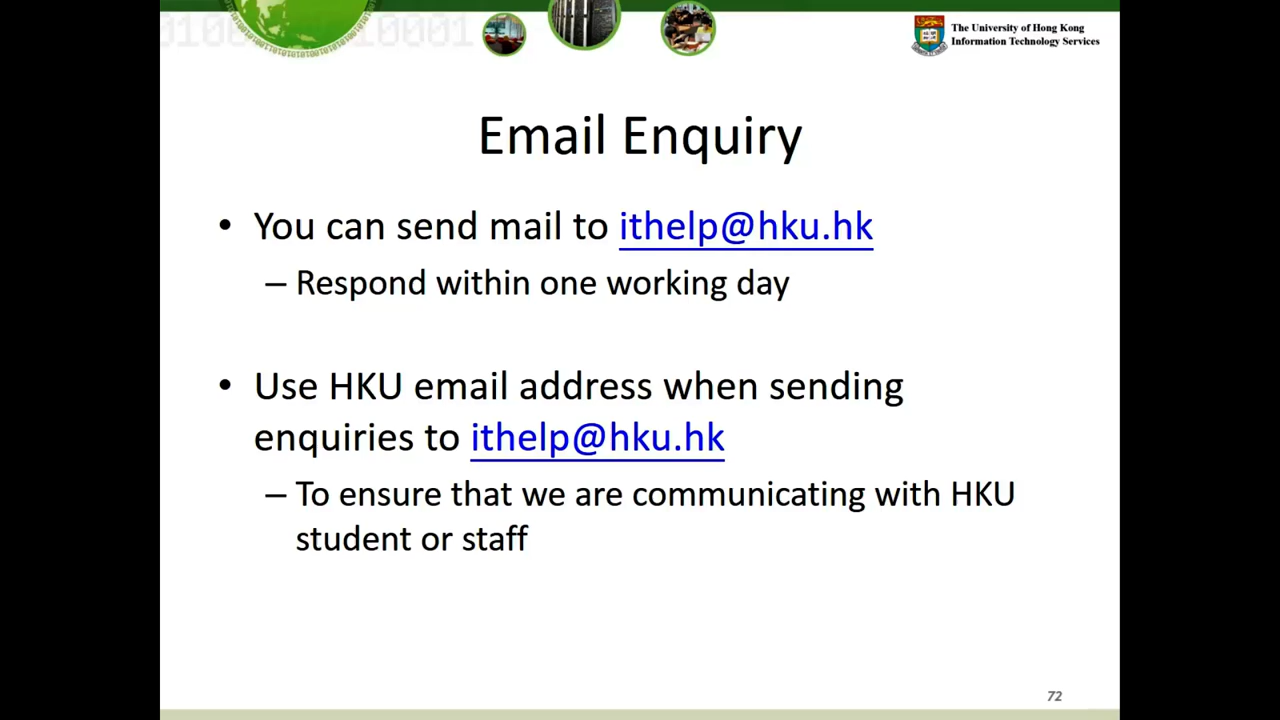 The University of Hong Kong
Information Technology Services
Email Enquiry
• You can send mail to ithelp@hku.hk
– Respond within one working day
• Use HKU email address when sending
enquiries to ithelp@hku.hk
– To ensure that we are communicating with HKU
student or staff
72